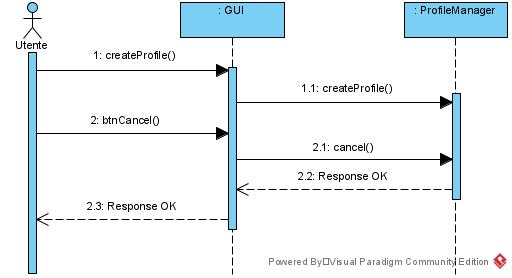 : GUI
: ProfileManager
Utente
1: createProfile()
1.1: createProfile()
2: btnCancel()
2.1: cancel()
2.2: Response OK
2.3: Response OK
Powered By Visual Paradigm Community Edition